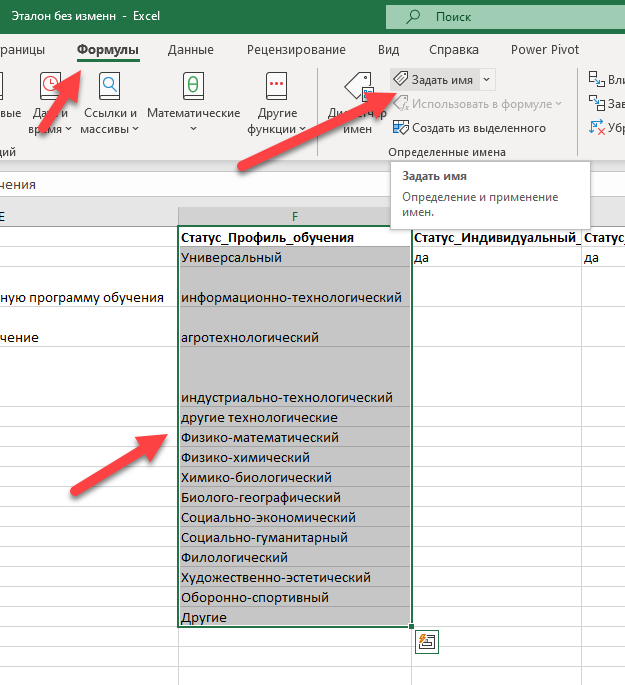 Эталон без изменн - Excel
Поиск
раницы Формулы Данные Рецензирование Вид Справка Power Pivot
овые
Дата и
время
Ссылки и
массивы
Математические
Другие
функции
Диспетчер
имен
Задать имя
Использовать в формуле
Создать из выделенного
Вли
Зав
Убр
ций
Определенные имена
Задать имя
Определение и применение
имен.
чения
E F
Статус_Профиль_обучения Статус_Индивидуальный_ Статус_
Универсальный да да
ную программу обучения информационно-технологический
чение агротехнологический
индустриально-технологический
другие технологические
Физико-математический
Физико-химический
Химико-биологический
Биолого-географический
Социально-экономический
Социально-гуманитарный
Филологический
Художественно-эстетический
Оборонно-спортивный
Другие